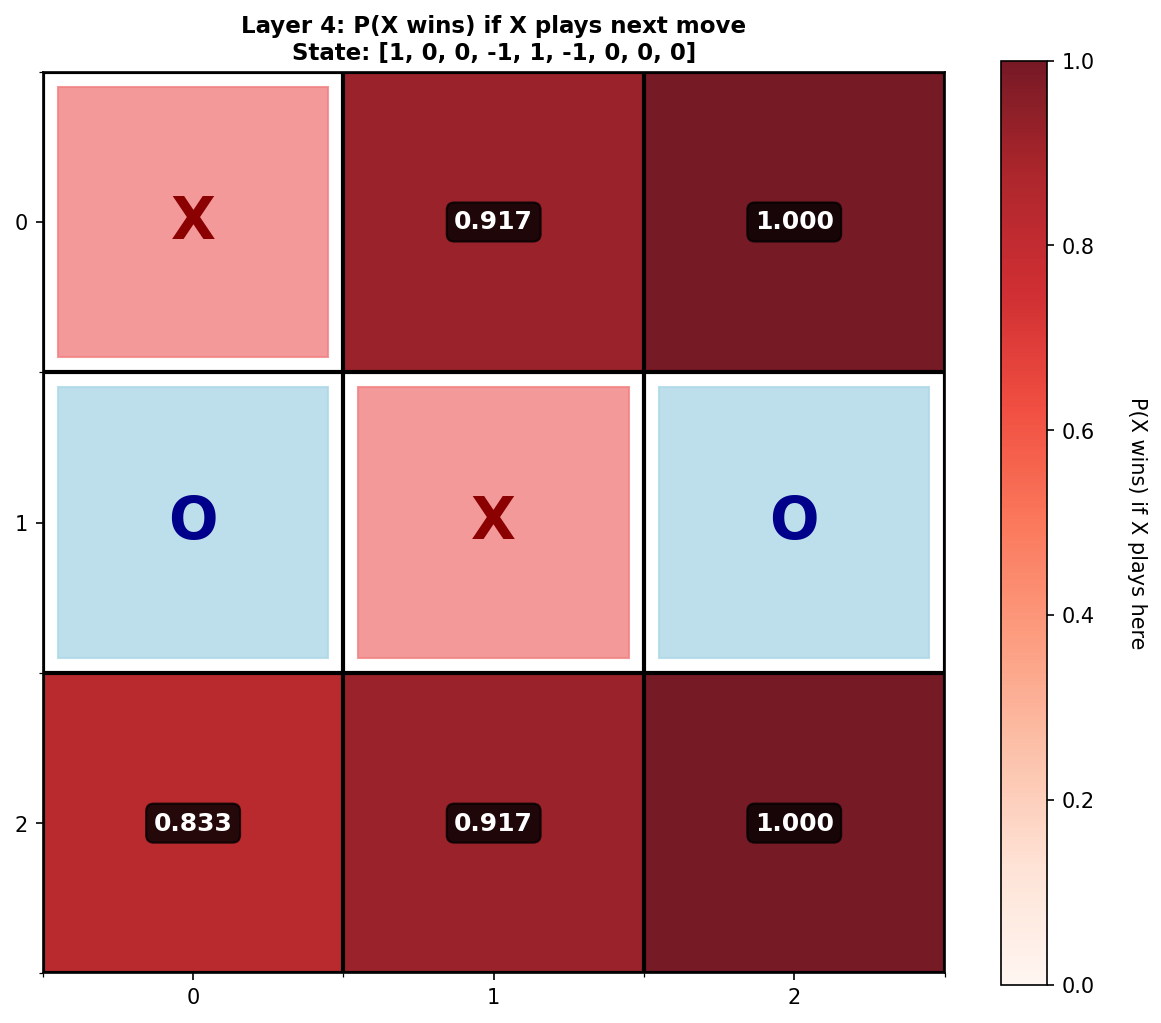 Layer 4: P(X wins) if X plays next move
State: [1, 0, 0, -1, 1, -1, 0, 0, 0]
0
X
0.917
1.000
1
O
X
O
2
0.833
0.917
1.000
0
1
2
1.0
0.8
0.6
0.4
0.2
0.0
P(X wins) if X plays here